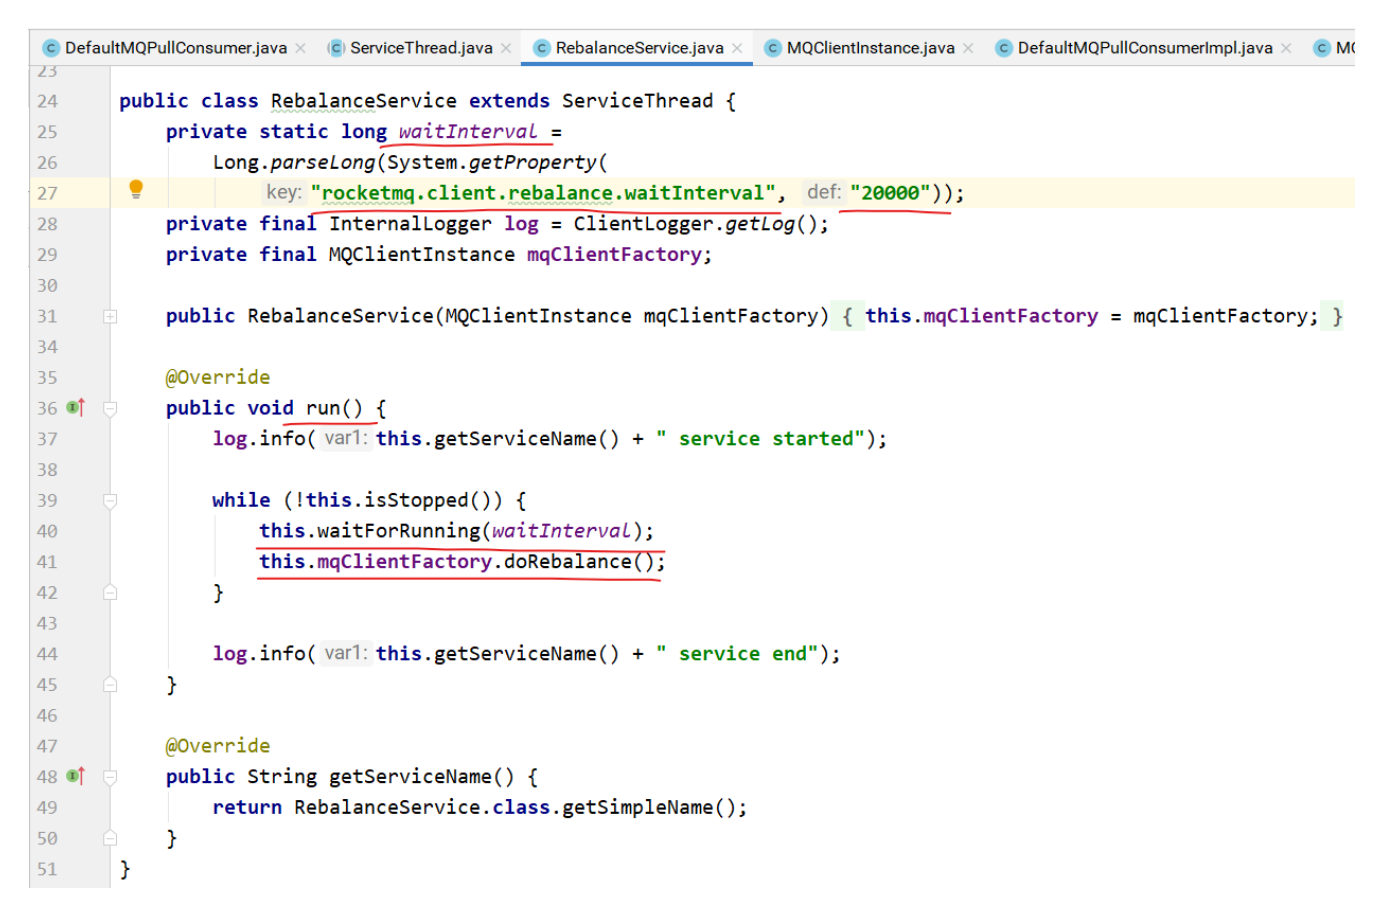 DefaultMQPullConsumer.java × ServiceThread.java × RebalanceService.java × MQClientInstance.java × DefaultMQPullConsumerImpl.java ×
23
24 public class RebalanceService extends ServiceThread {
25 private static long waitInterval =
26 Long.parseLong(System.getProperty(
27 key: "rocketmq.client.rebalance.waitInterval", def: "20000"));
28 private final InternalLogger log = ClientLogger.getLog();
29 private final MQClientInstance mqClientFactory;
30
31 public RebalanceService(MQClientInstance mqClientFactory) { this.mqClientFactory = mqClientFactory; }
34
35 @Override
36 public void run() {
37 log.info( var1: this.getServiceName() + " service started");
38
39 while (!this.isStopped()) {
40 this.waitForRunning(waitInterval);
41 this.mqClientFactory.doRebalance();
42 }
43
44 log.info( var1: this.getServiceName() + " service end");
45 }
46
47 @Override
48 public String getServiceName() {
49 return RebalanceService.class.getSimpleName();
50 }
51 }